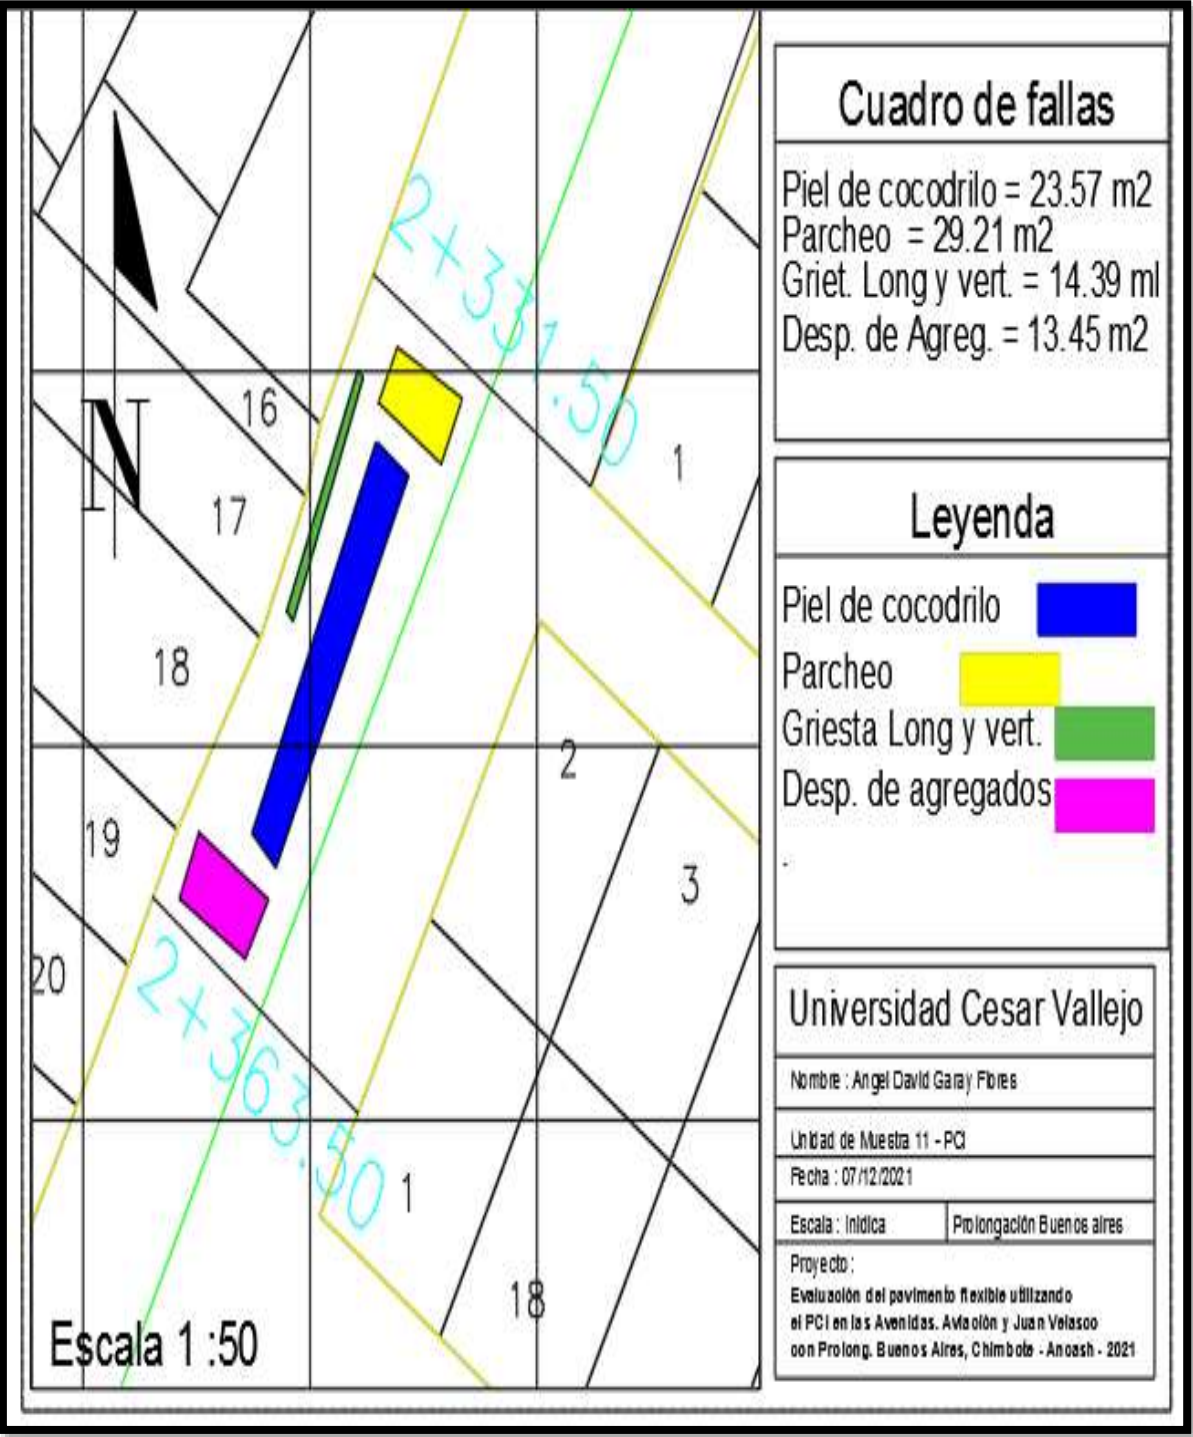 2+331.50
16
17
1
N
18
2
19
3
20
2+363.50
1
18
Escala 1 :50
Cuadro de fallas
Piel de cocodrilo = 23.57 m2
Parcheo = 29.21 m2
Griet. Long y vert. = 14.39 ml
Desp. de Agreg. = 13.45 m2
Leyenda
Piel de cocodrilo
Parcheo
Griesta Long y vert.
Desp. de agregados
-
Universidad Cesar Vallejo
Nombre : Angel David Garay Flores
Unidad de Muestra 11 - PCI
Fecha : 07/12/2021
Escala : Inidica
Prolongación Buenos aires
Proyecto :
Evaluación del pavimento flexible utilizando
el PCI en las Avenidas. Aviación y Juan Velasco
con Prolong. Buenos Aires, Chimbote - Ancash - 2021